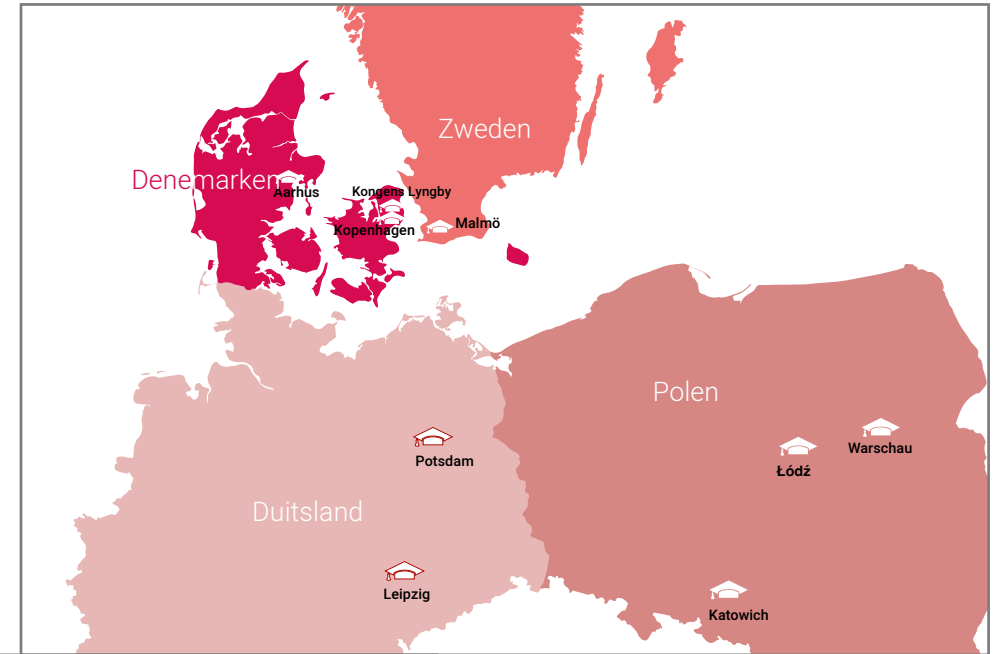 Zweden
Denemarken
Aarhus
Kongens Lyngby
Kopenhagen
Malmö
Polen
Potsdam
Warschau
Łódź
Duitsland
Leipzig
Katowich